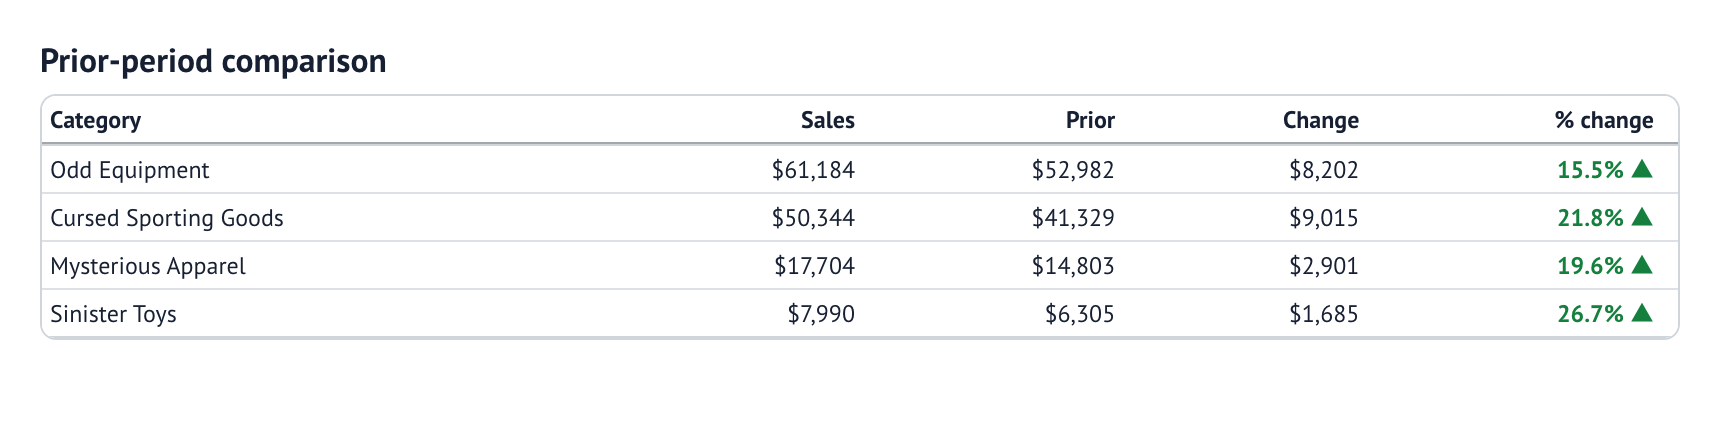 Prior-period comparison
Category Sales Prior Change % change
Odd Equipment $61,184 $52,982 $8,202 15.5% ▲
Cursed Sporting Goods $50,344 $41,329 $9,015 21.8% ▲
Mysterious Apparel $17,704 $14,803 $2,901 19.6% ▲
Sinister Toys $7,990 $6,305 $1,685 26.7% ▲